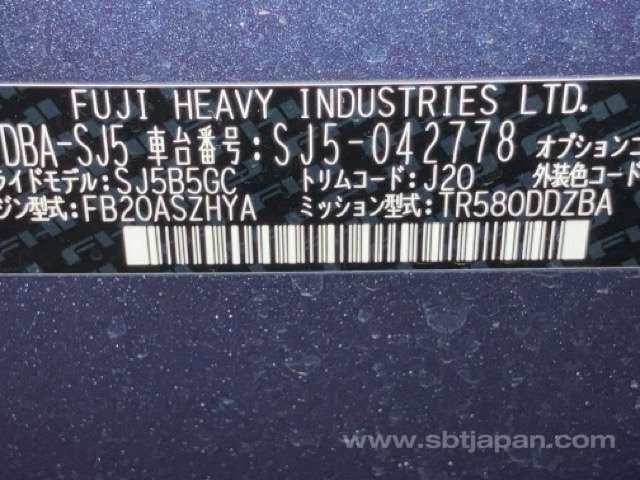 FUJI HEAVY INDUSTRIES LTD.
DBA-SJ5 車台番号: SJ5-042778 オプションコ
ライドモデル: SJ5B5GC トリムコード: J20 外装色コード
ジン型式: FB20ASZHYA ミッション型式: TR580DDZBA
www.sbtjapan.com